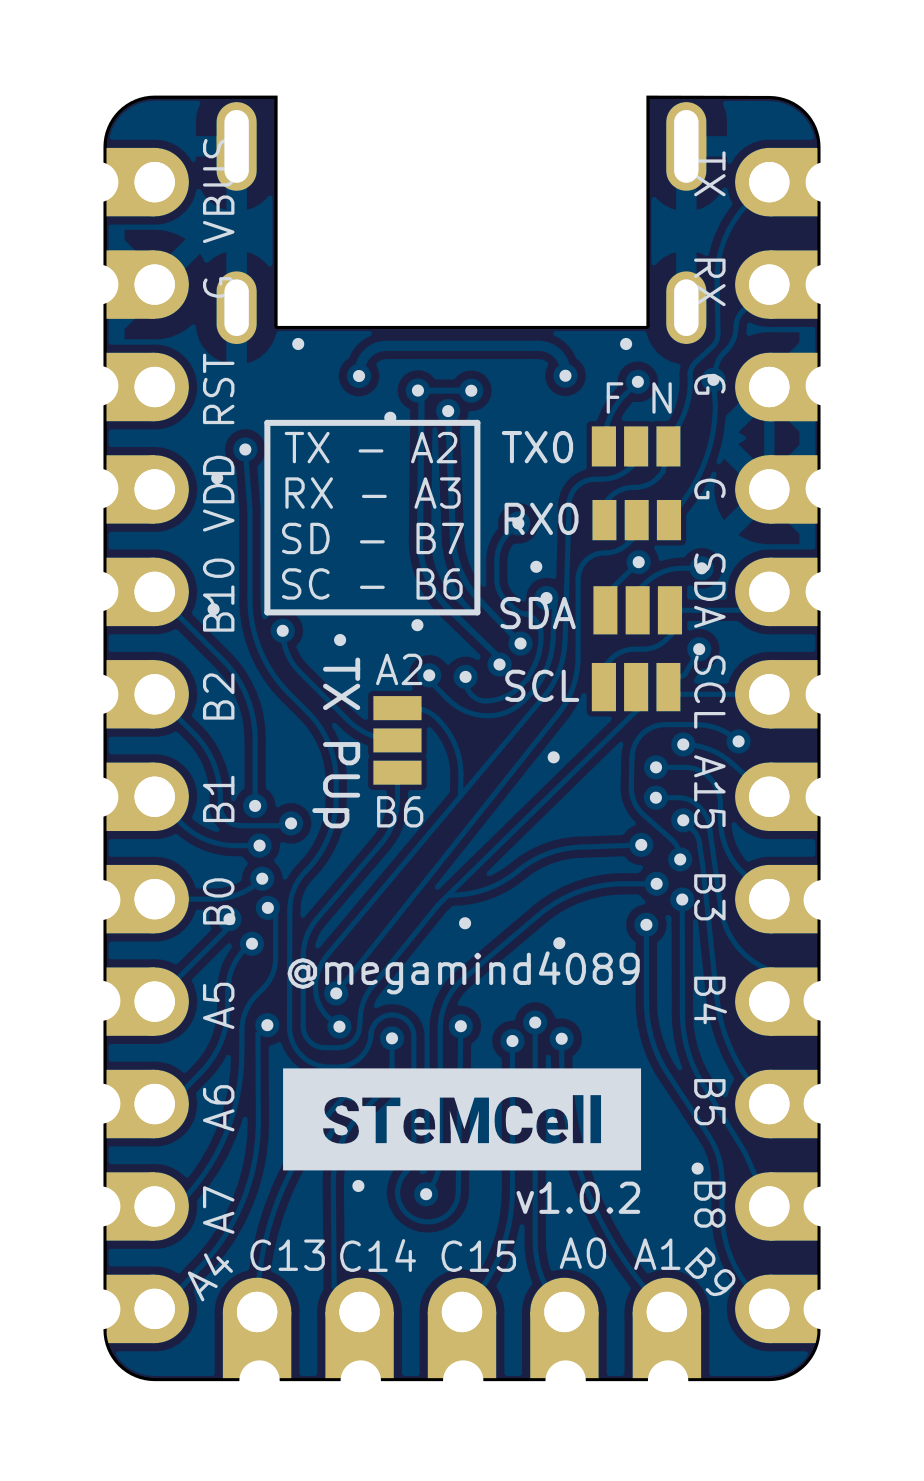 VBUS
G
RST
VDD
B10
B2
B1
B0
A5
A6
A7
A4
TX
RX
G
G
SDA
SCL
A15
B3
B4
B5
B8
B9
F N
TX0
RX0
SDA
SCL
TX - A2
RX - A3
SD - B7
SC - B6
A2
TX PUp
B6
@megamind4089
STeMCell
v1.0.2
C13 C14 C15 A0 A1